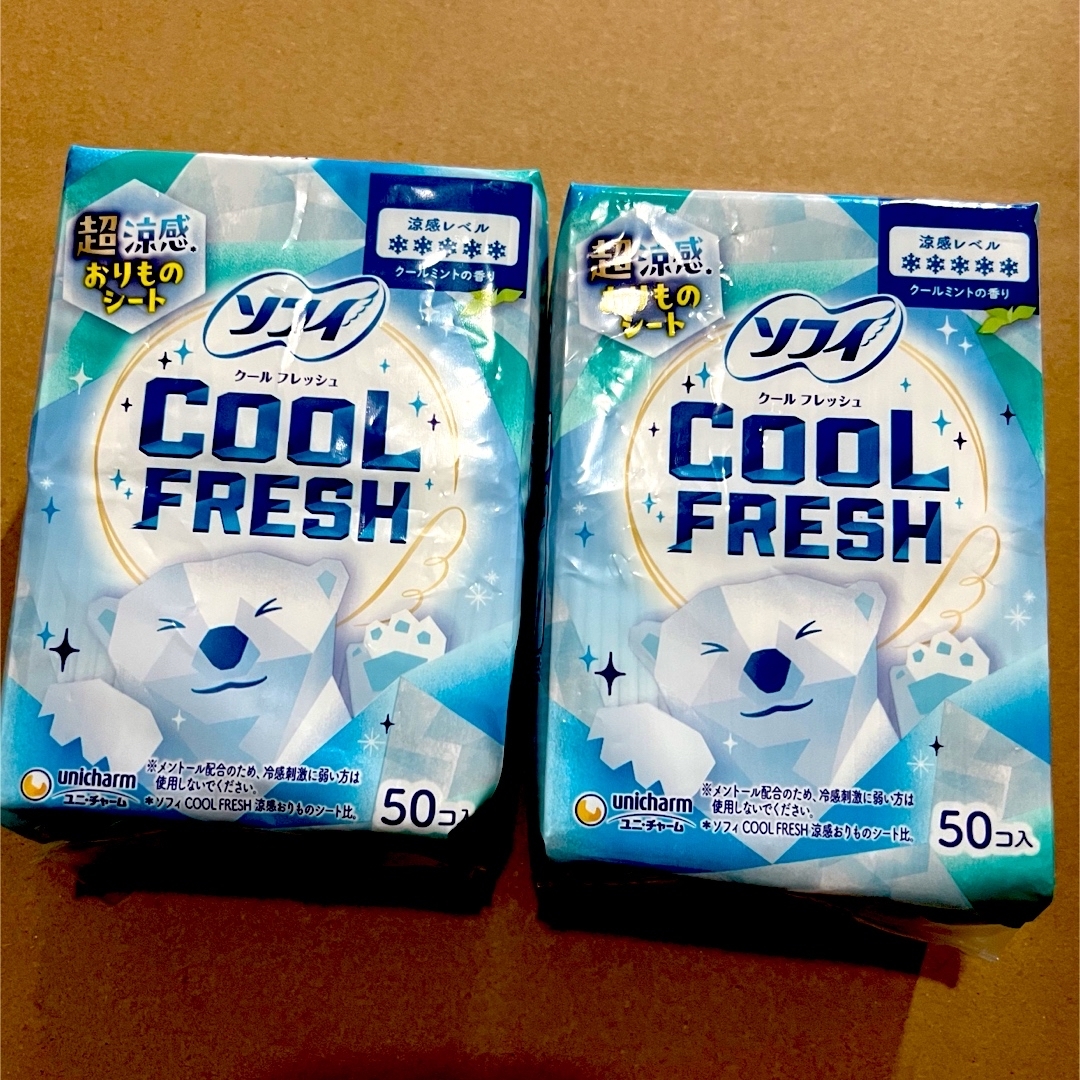 超涼感*
おりもの
シート
涼感レベル
クールミントの香り
ソフィ
クール フレッシュ
COOL
FRESH
unicharm
ユニ・チャーム
※メントール配合のため、冷感刺激に弱い方は
使用しないでください。
*ソフィ COOL FRESH 涼感おりものシート比。
50コ入
超涼感*
おりもの
シート
涼感レベル
クールミントの香り
ソフィ
クール フレッシュ
COOL
FRESH
unicharm
ユニ・チャーム
※メントール配合のため、冷感刺激に弱い方は
使用しないでください。
*ソフィ COOL FRESH 涼感おりものシート比。
50コ入